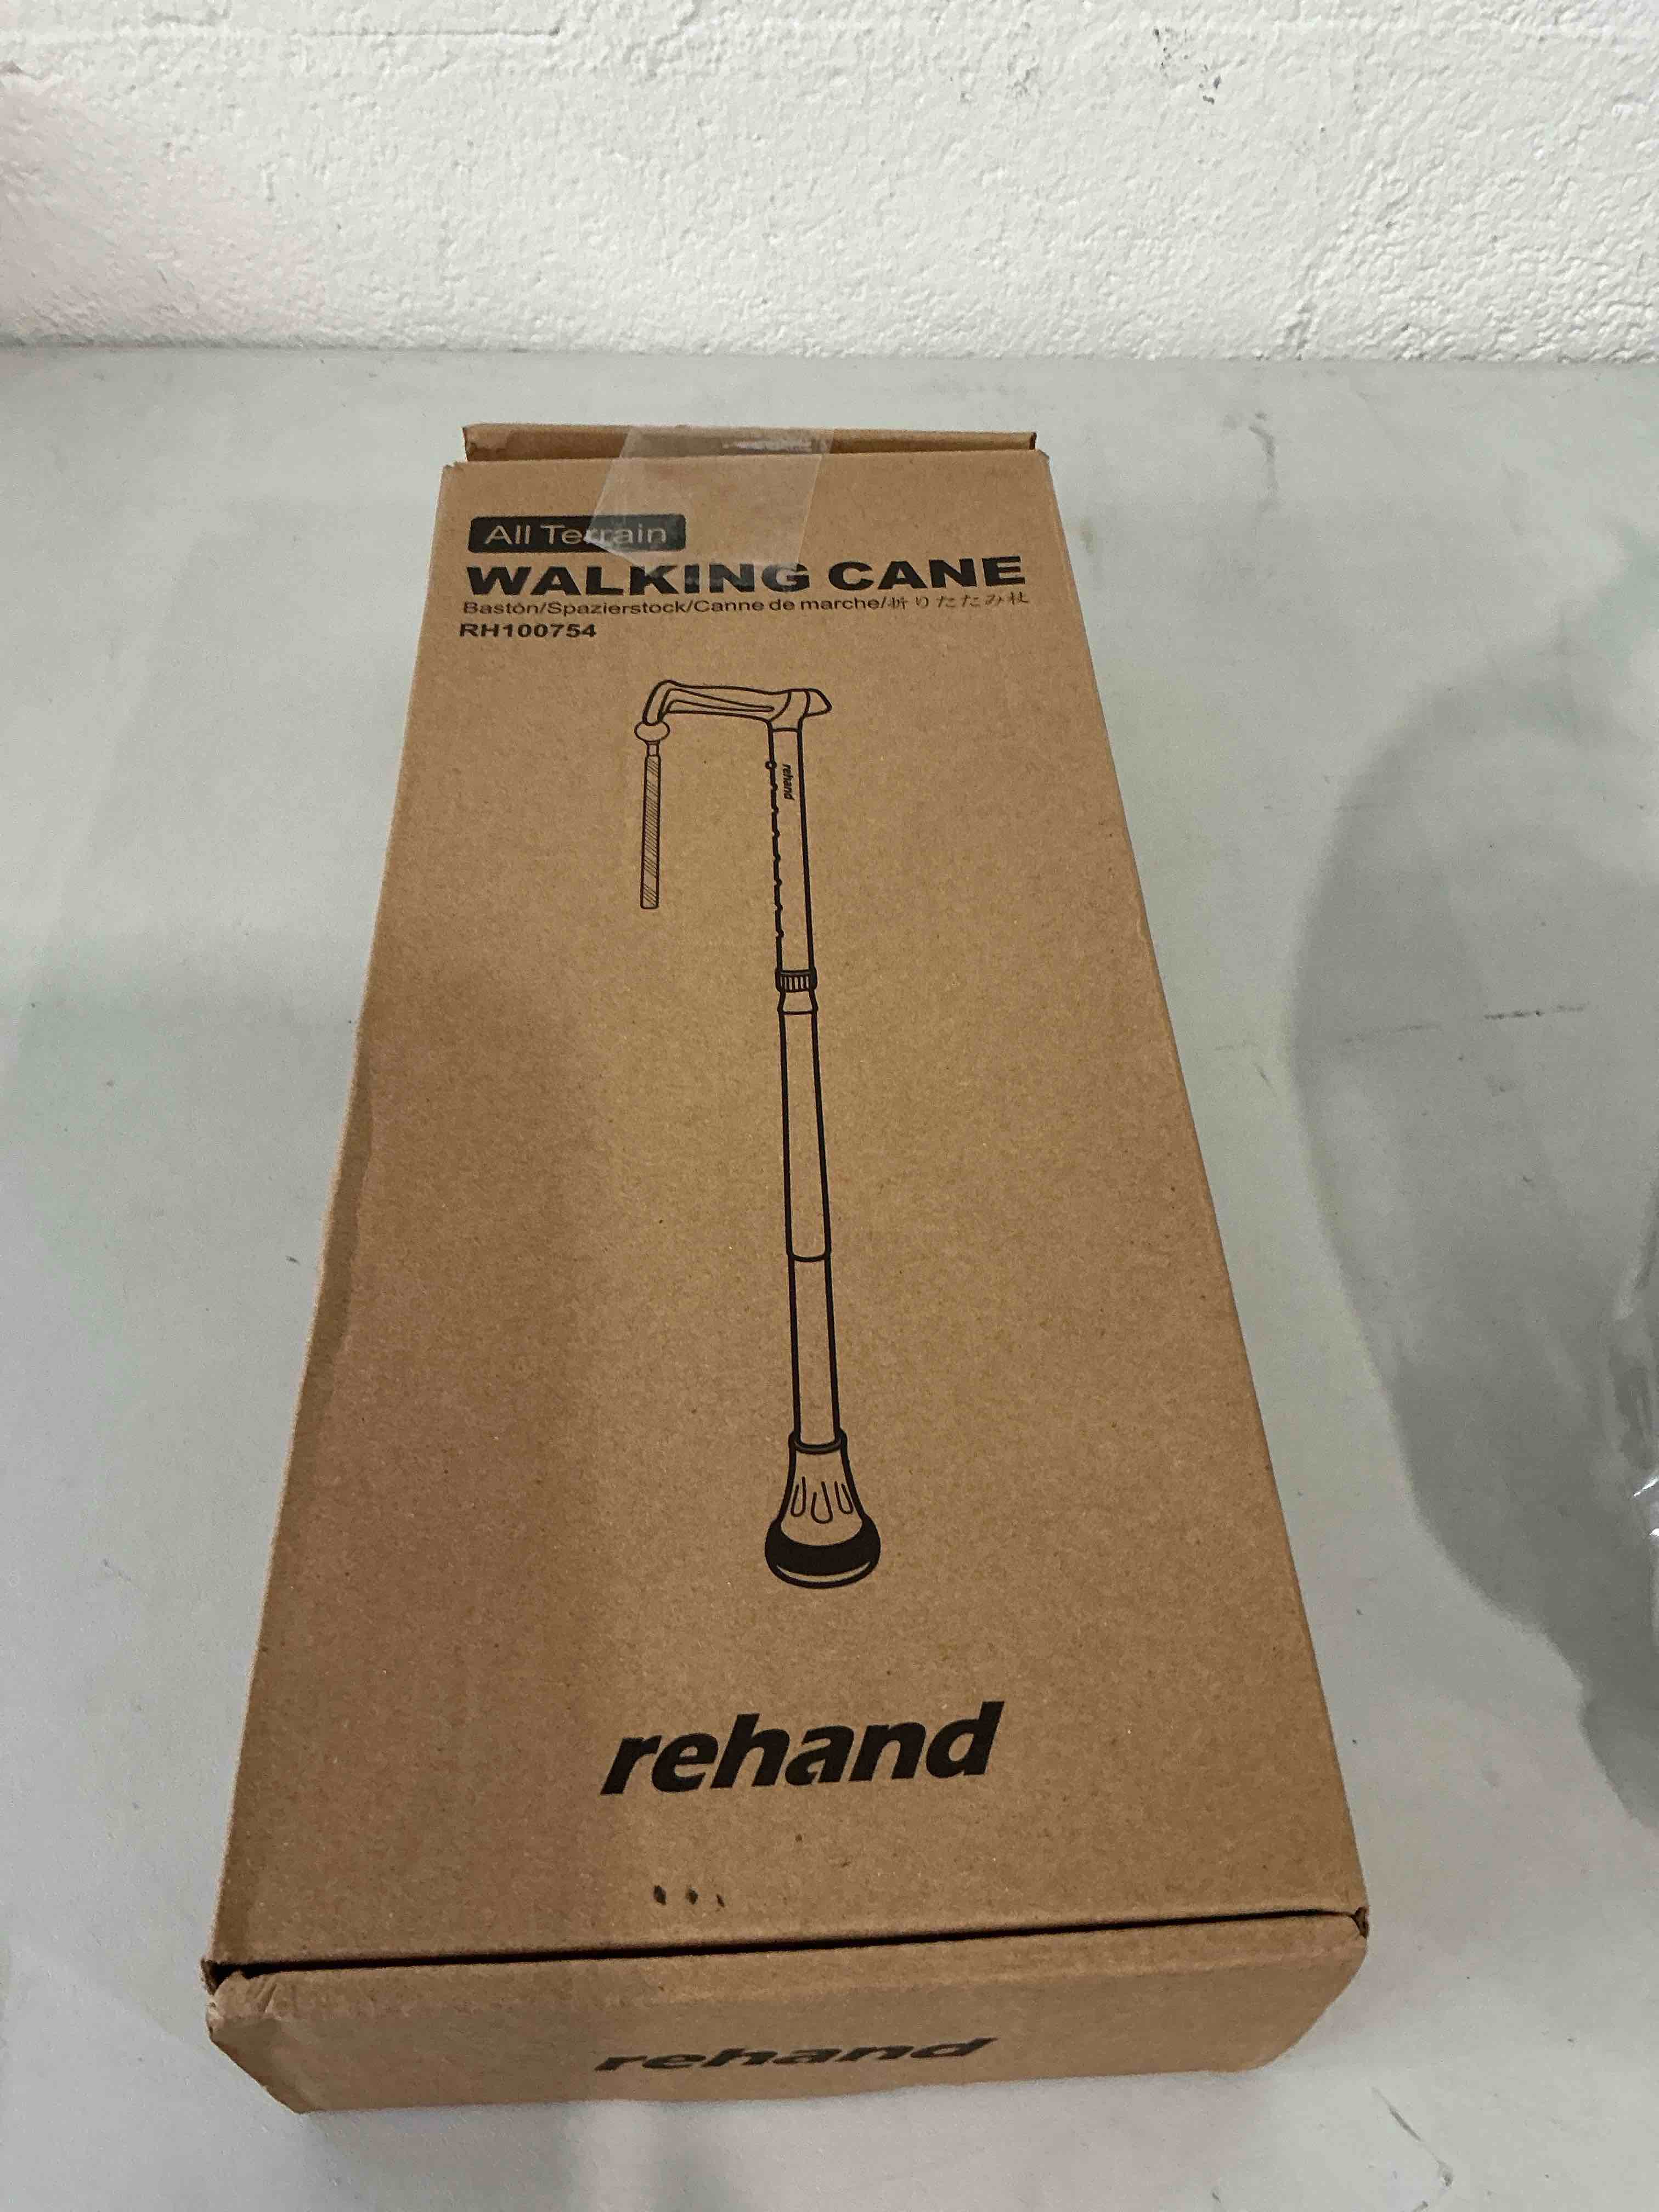 All Terrain
WALKING CANE
Bastón/Spazierstock/Canne de marche/折りたたみ杖
RH100754
rehand
rehand
rehand